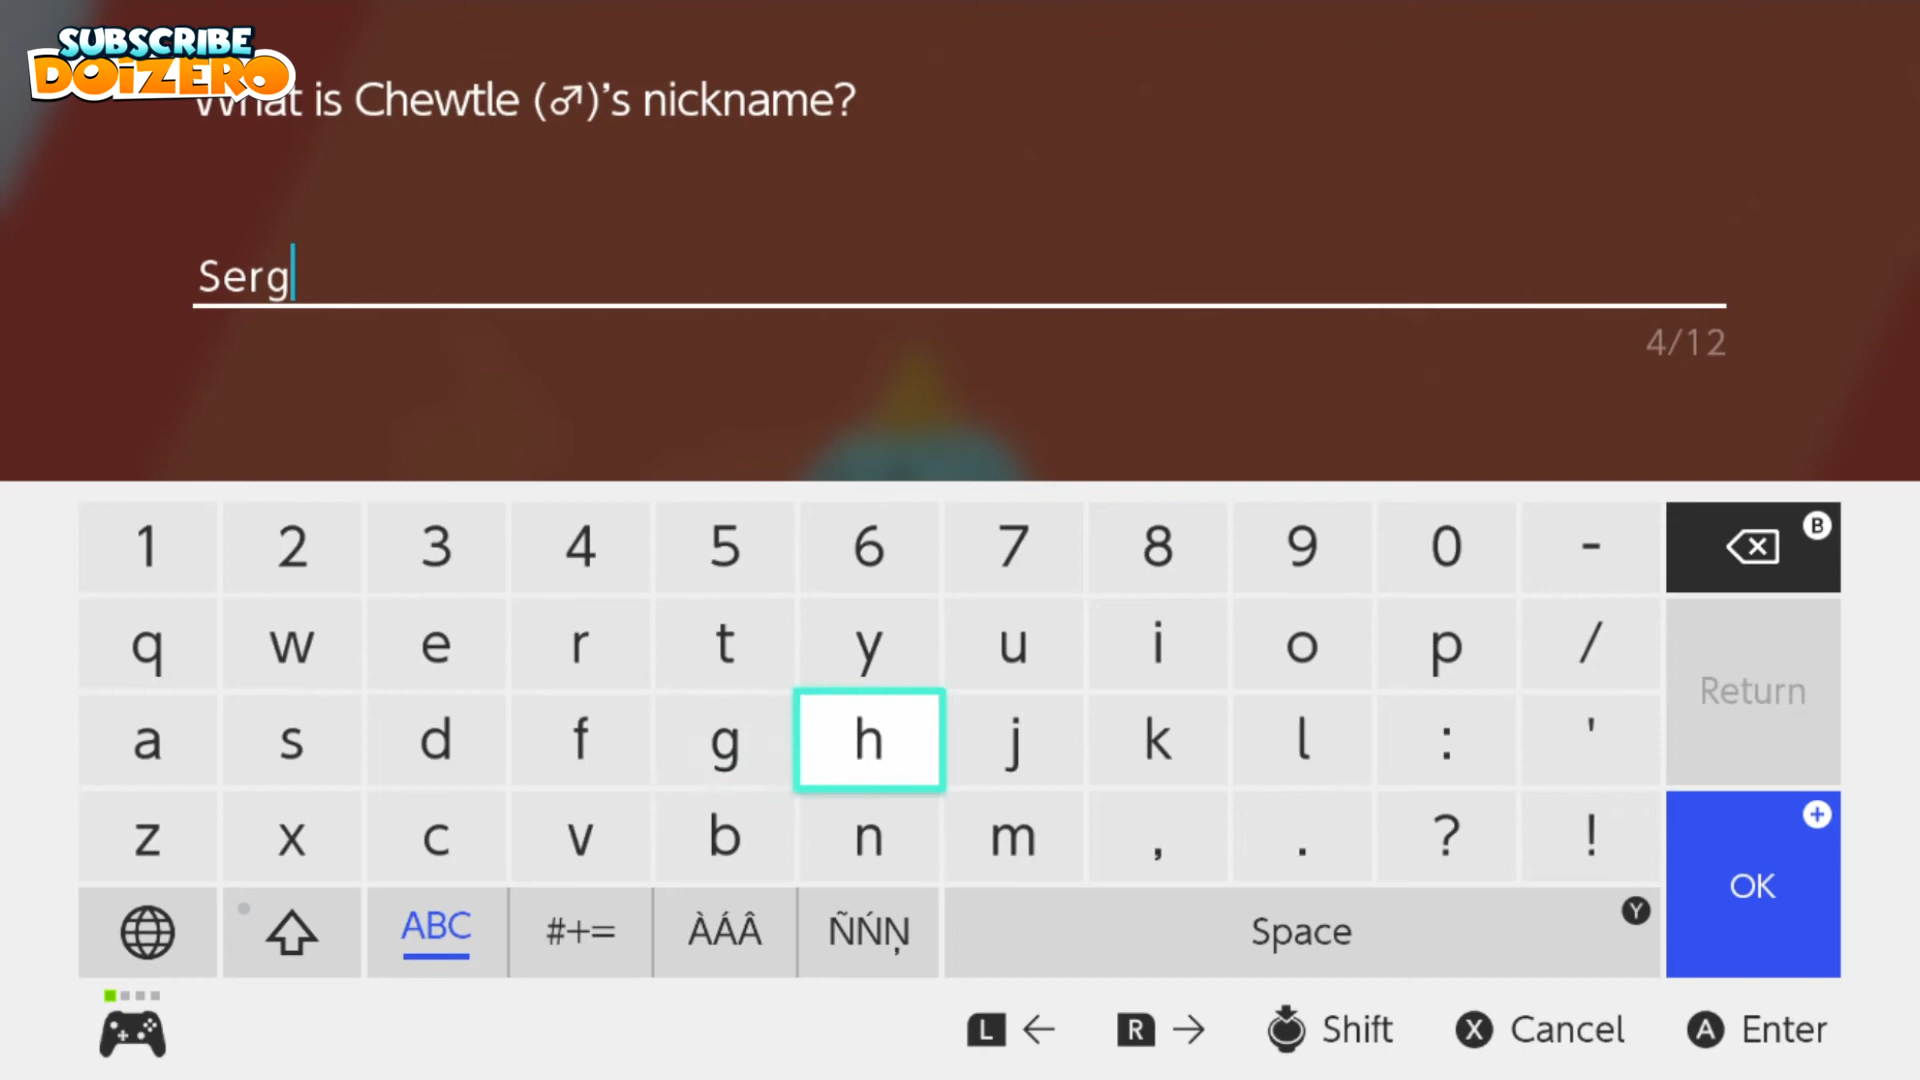 SUBSCRIBE
DOiZERO
What is Chewtle (♂)'s nickname?
Serg
4/12
1 2 3 4 5 6 7 8 9 0 - B
q w e r t y u i o p /
Return
a s d f g h j k l : '
z x c v b n m , . ? ! +
OK
ABC #+= ÀÁÂ ÑŃŅ Space Y
L ← R → Shift X Cancel A Enter